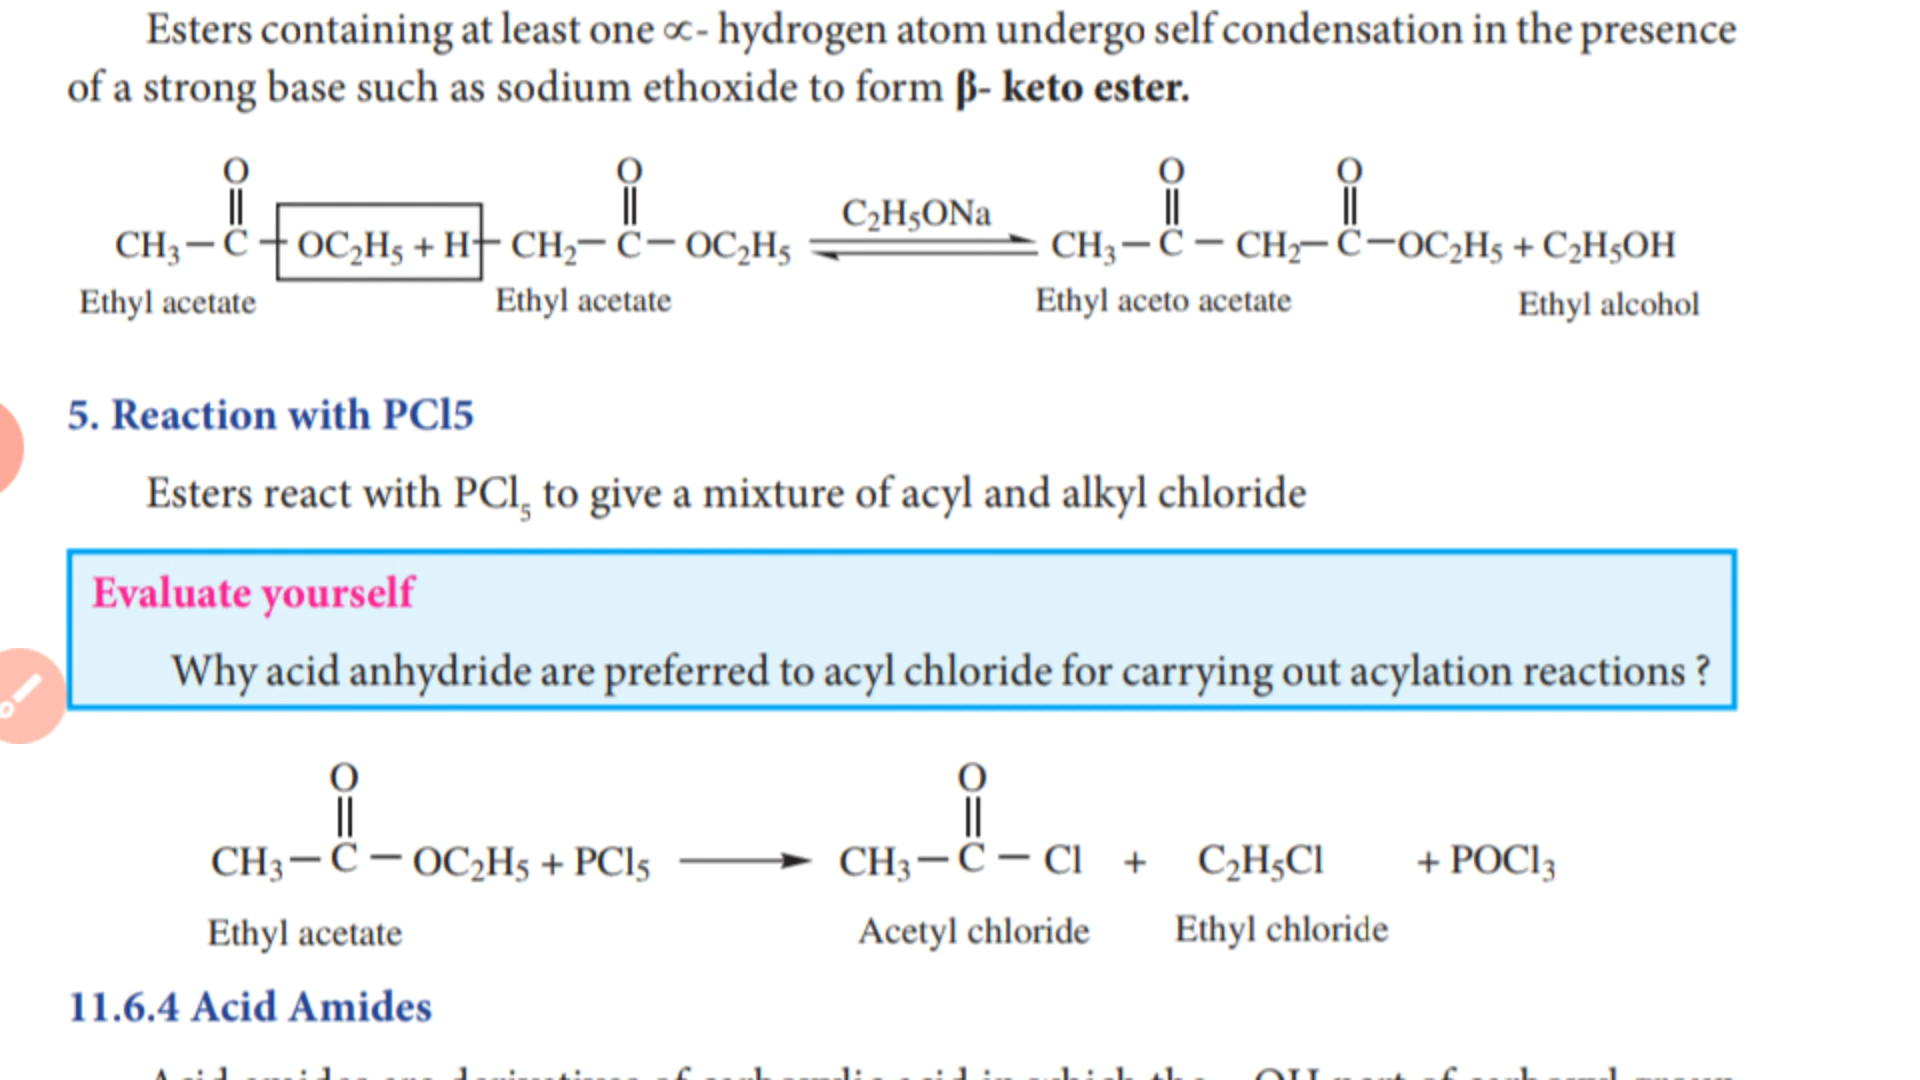 Esters containing at least one ∝- hydrogen atom undergo self condensation in the presence
of a strong base such as sodium ethoxide to form β- keto ester.
O O O O
CH₃ — C — OC₂H₅ + H — CH₂ — C — OC₂H₅ C₂H₅ONa ⇌ CH₃ — C — CH₂ — C — OC₂H₅ + C₂H₅OH
Ethyl acetate Ethyl acetate Ethyl aceto acetate Ethyl alcohol
5. Reaction with PCl5
Esters react with PCl₅ to give a mixture of acyl and alkyl chloride
Evaluate yourself
Why acid anhydride are preferred to acyl chloride for carrying out acylation reactions ?
O O
CH₃ — C — OC₂H₅ + PCl₅ ⟶ CH₃ — C — Cl + C₂H₅Cl + POCl₃
Ethyl acetate Acetyl chloride Ethyl chloride
11.6.4 Acid Amides